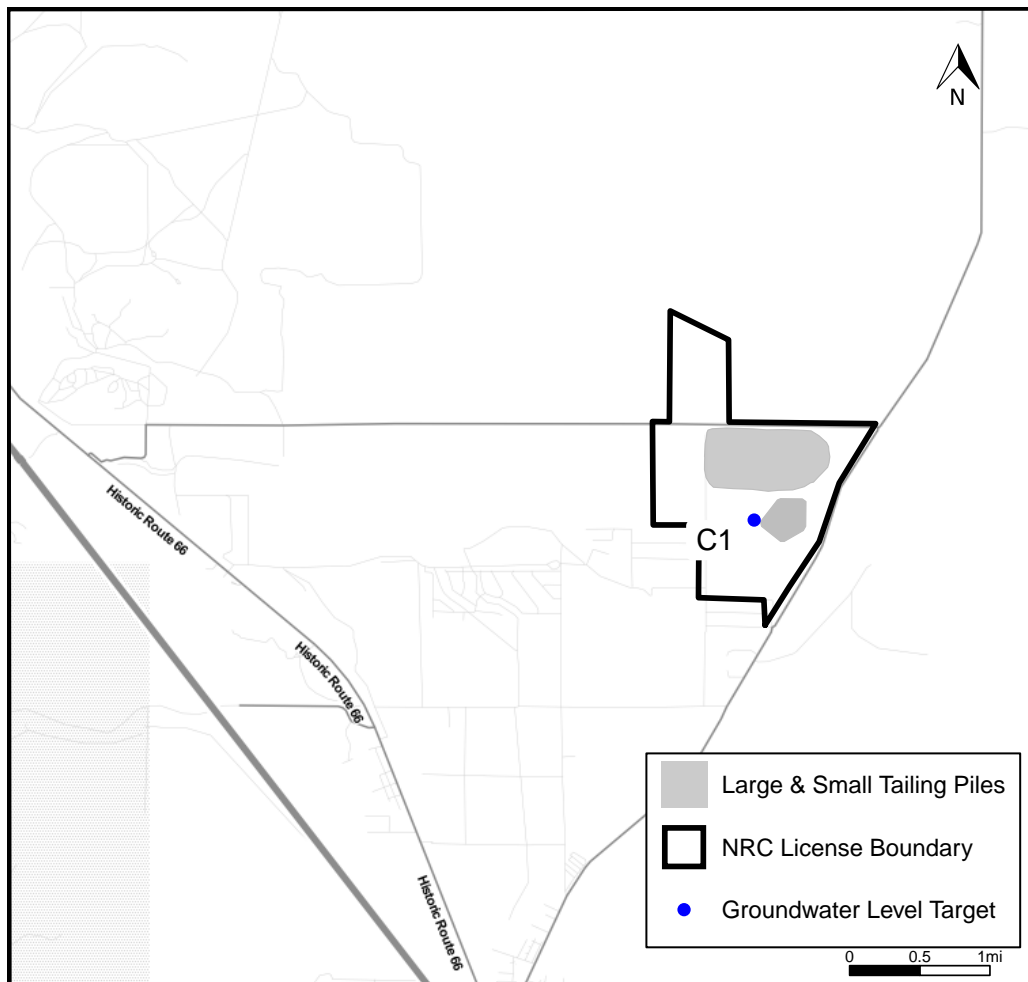 N
Historic Route 66
C1
Historic Route 66
Historic Route 66
Large & Small Tailing Piles
NRC License Boundary
Groundwater Level Target
0 0.5 1mi